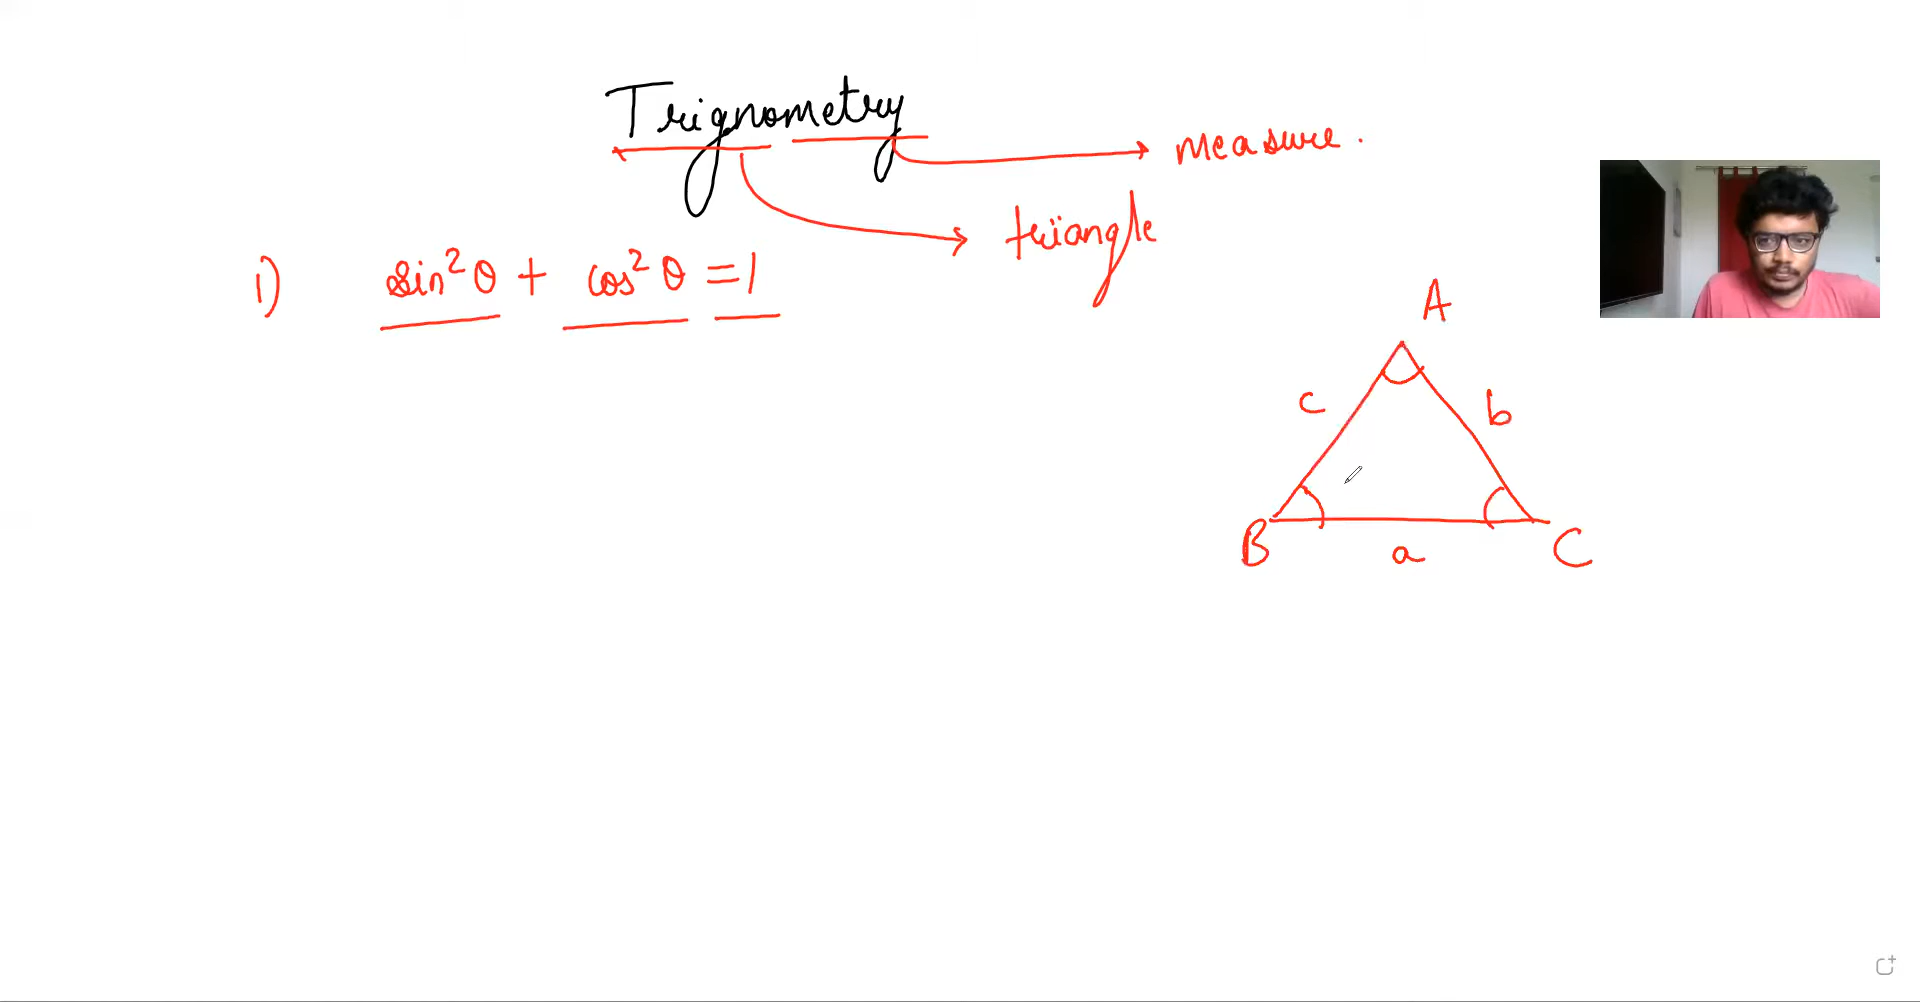 Trignometry
measure.
triangle
1) sin²θ + cos²θ = 1
A
c
b
B
a
C